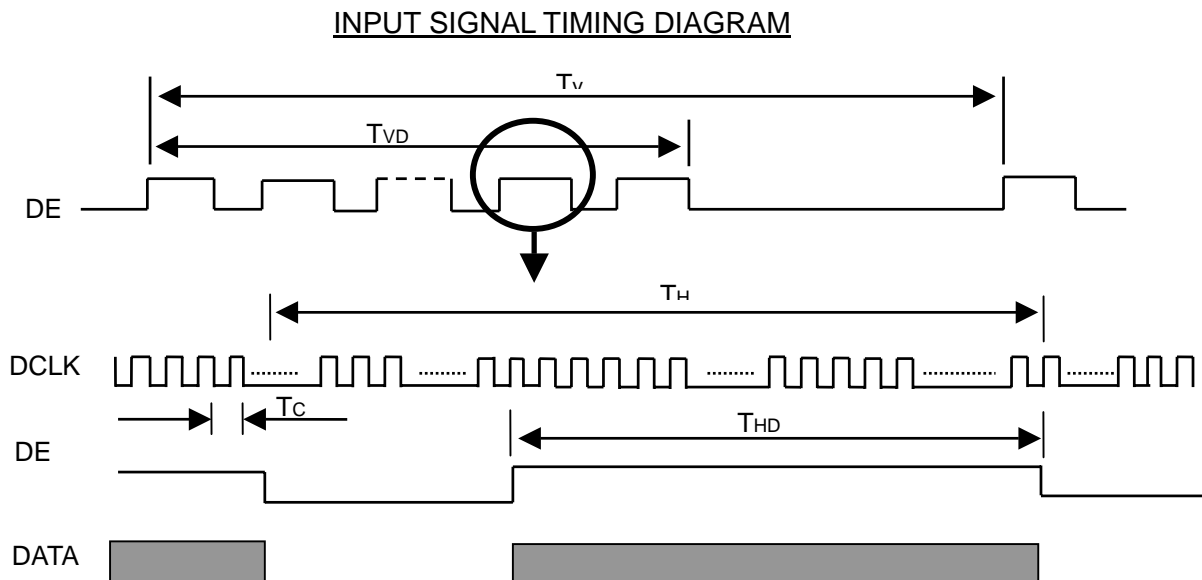 INPUT SIGNAL TIMING DIAGRAM
TV
TVD
DE
TH
DCLK
TC
THD
DE
DATA